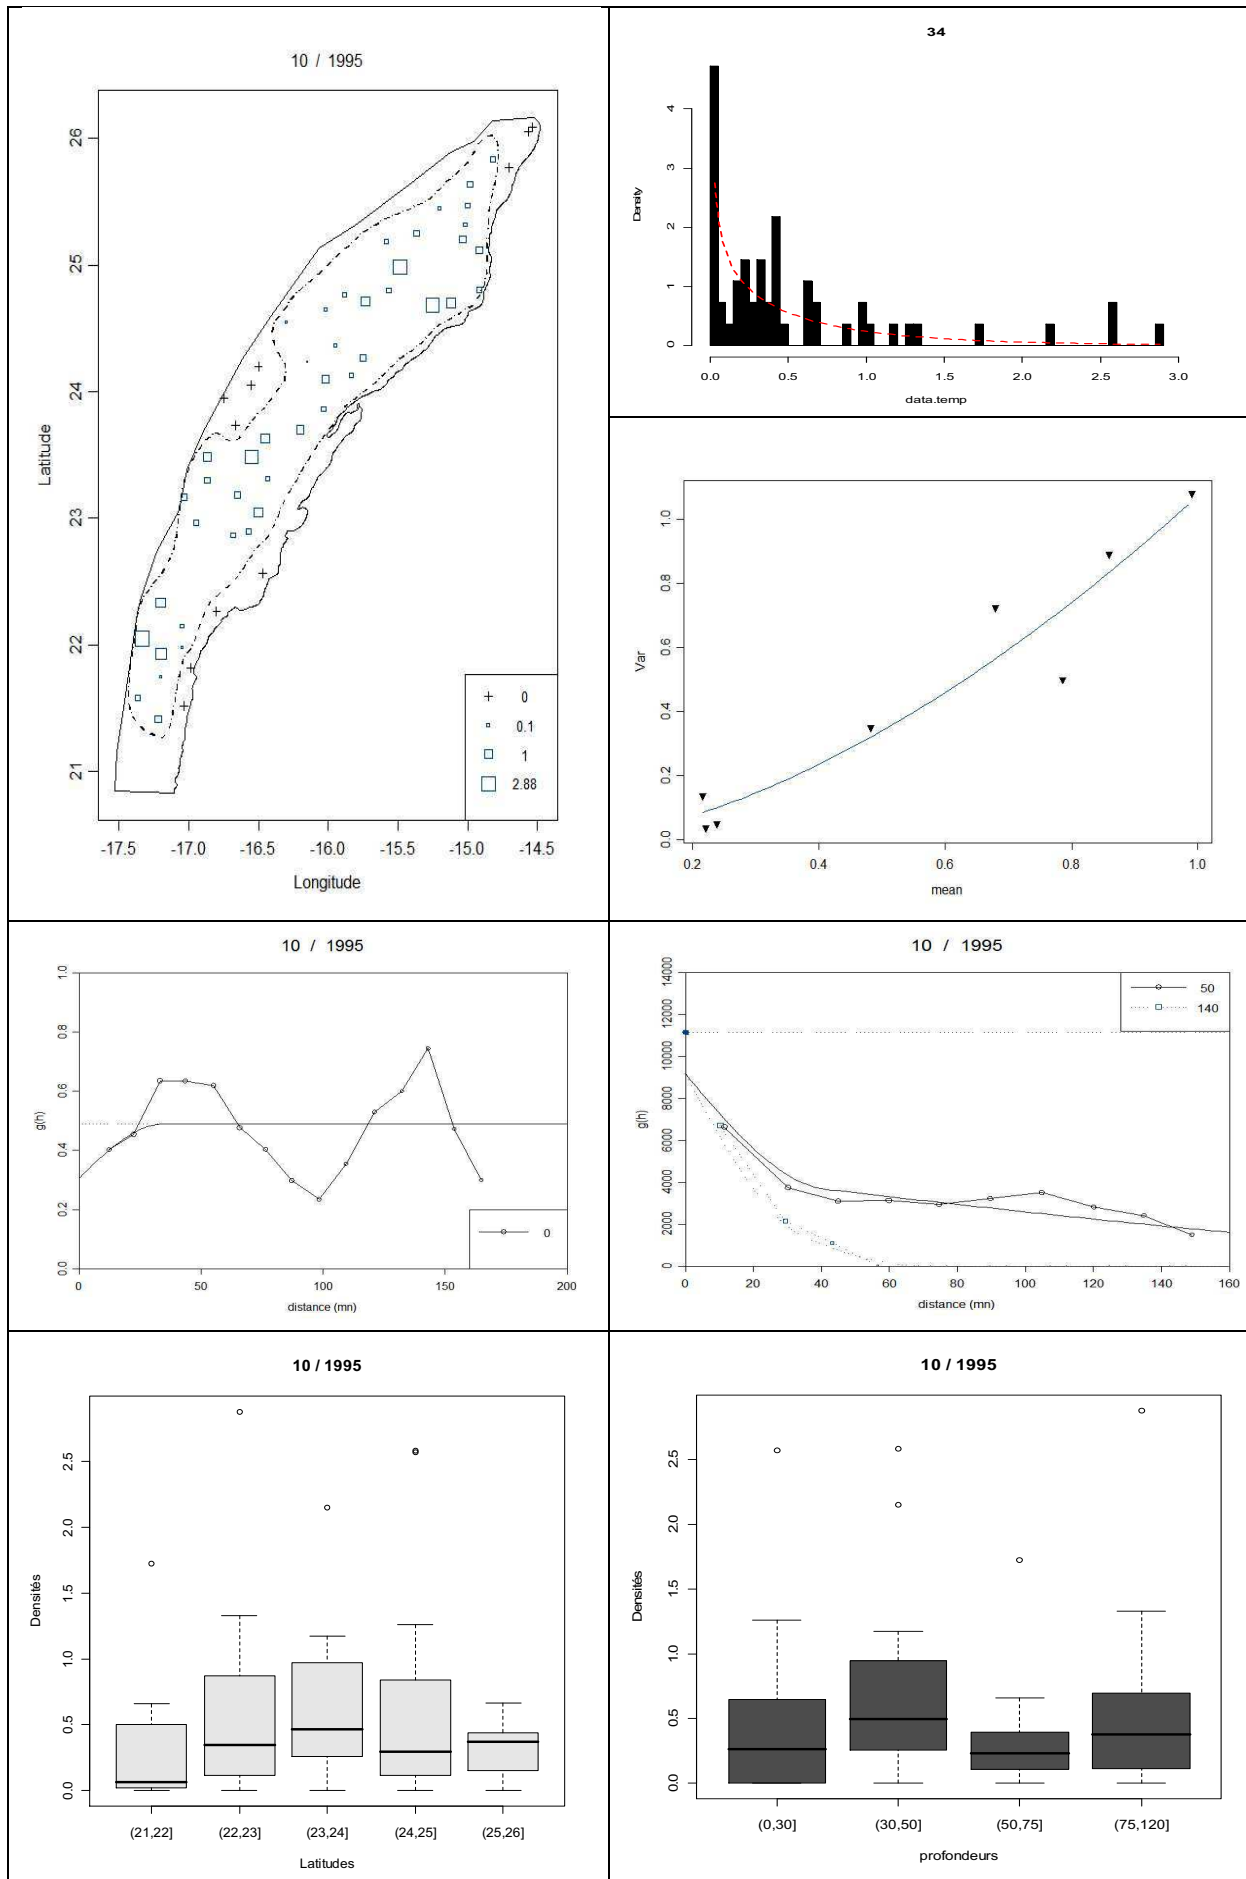 10 / 1995
26
25
24
23
22
21
Latitude
-17.5 -17.0 -16.5 -16.0 -15.5 -15.0 -14.5
Longitude
0
0.1
1
2.88
34
4
3
2
1
0
Density
0.0 0.5 1.0 1.5 2.0 2.5 3.0
data.temp
1.0
0.8
0.6
0.4
0.2
0.0
Var
0.2 0.4 0.6 0.8 1.0
mean
10 / 1995
1.0
0.8
0.6
0.4
0.2
0.0
g(h)
0
0 50 100 150 200
distance (mn)
10 / 1995
14000
12000
10000
8000
6000
4000
2000
0
g(h)
50
140
0 20 40 60 80 100 120 140 160
distance (mn)
10 / 1995
2.5
2.0
1.5
1.0
0.5
0.0
Densités
(21,22] (22,23] (23,24] (24,25] (25,26]
Latitudes
10 / 1995
2.5
2.0
1.5
1.0
0.5
0.0
Densités
(0,30] (30,50] (50,75] (75,120]
profondeurs